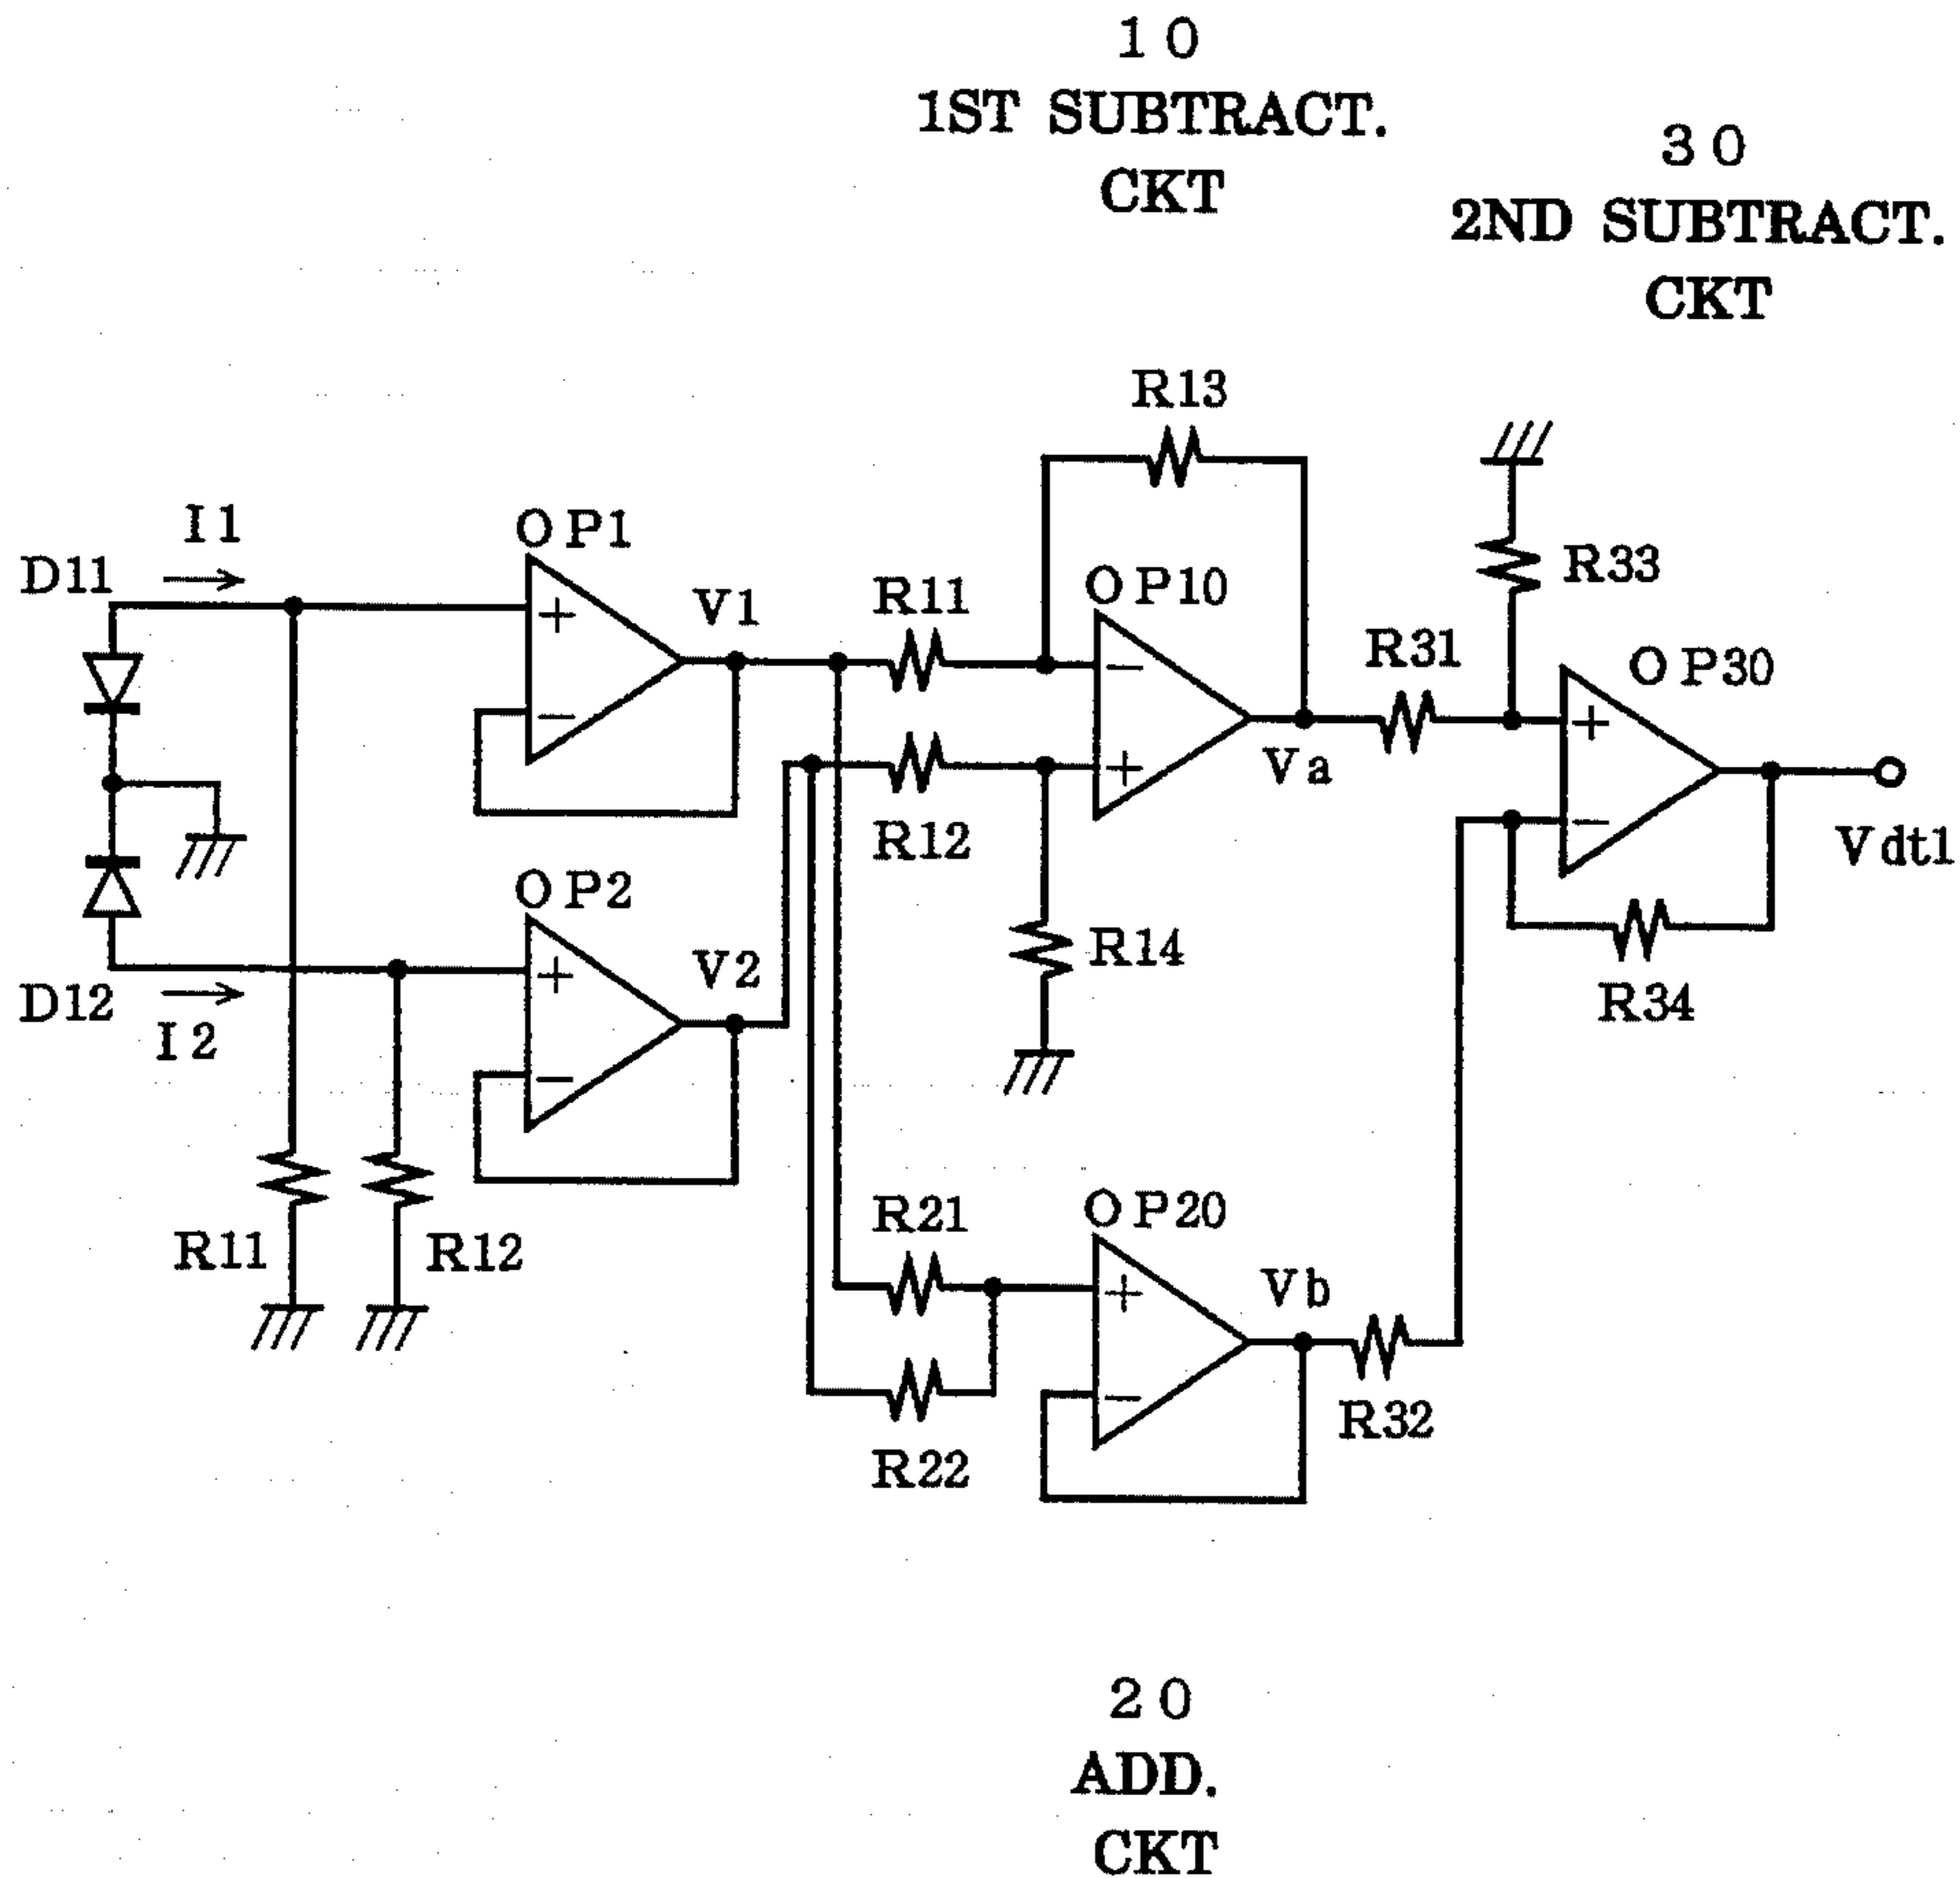 10
1ST SUBTRACT.
CKT
30
2ND SUBTRACT.
CKT
R13
I1
OP1
D11
V1
R11
OP10
R33
R31
OP30
+
−
−
+
+
−
Va
R12
Vdt1
OP2
V2
R14
D12
I2
R34
+
−
R21
OP20
R11
R12
Vb
+
−
R32
R22
20
ADD.
CKT